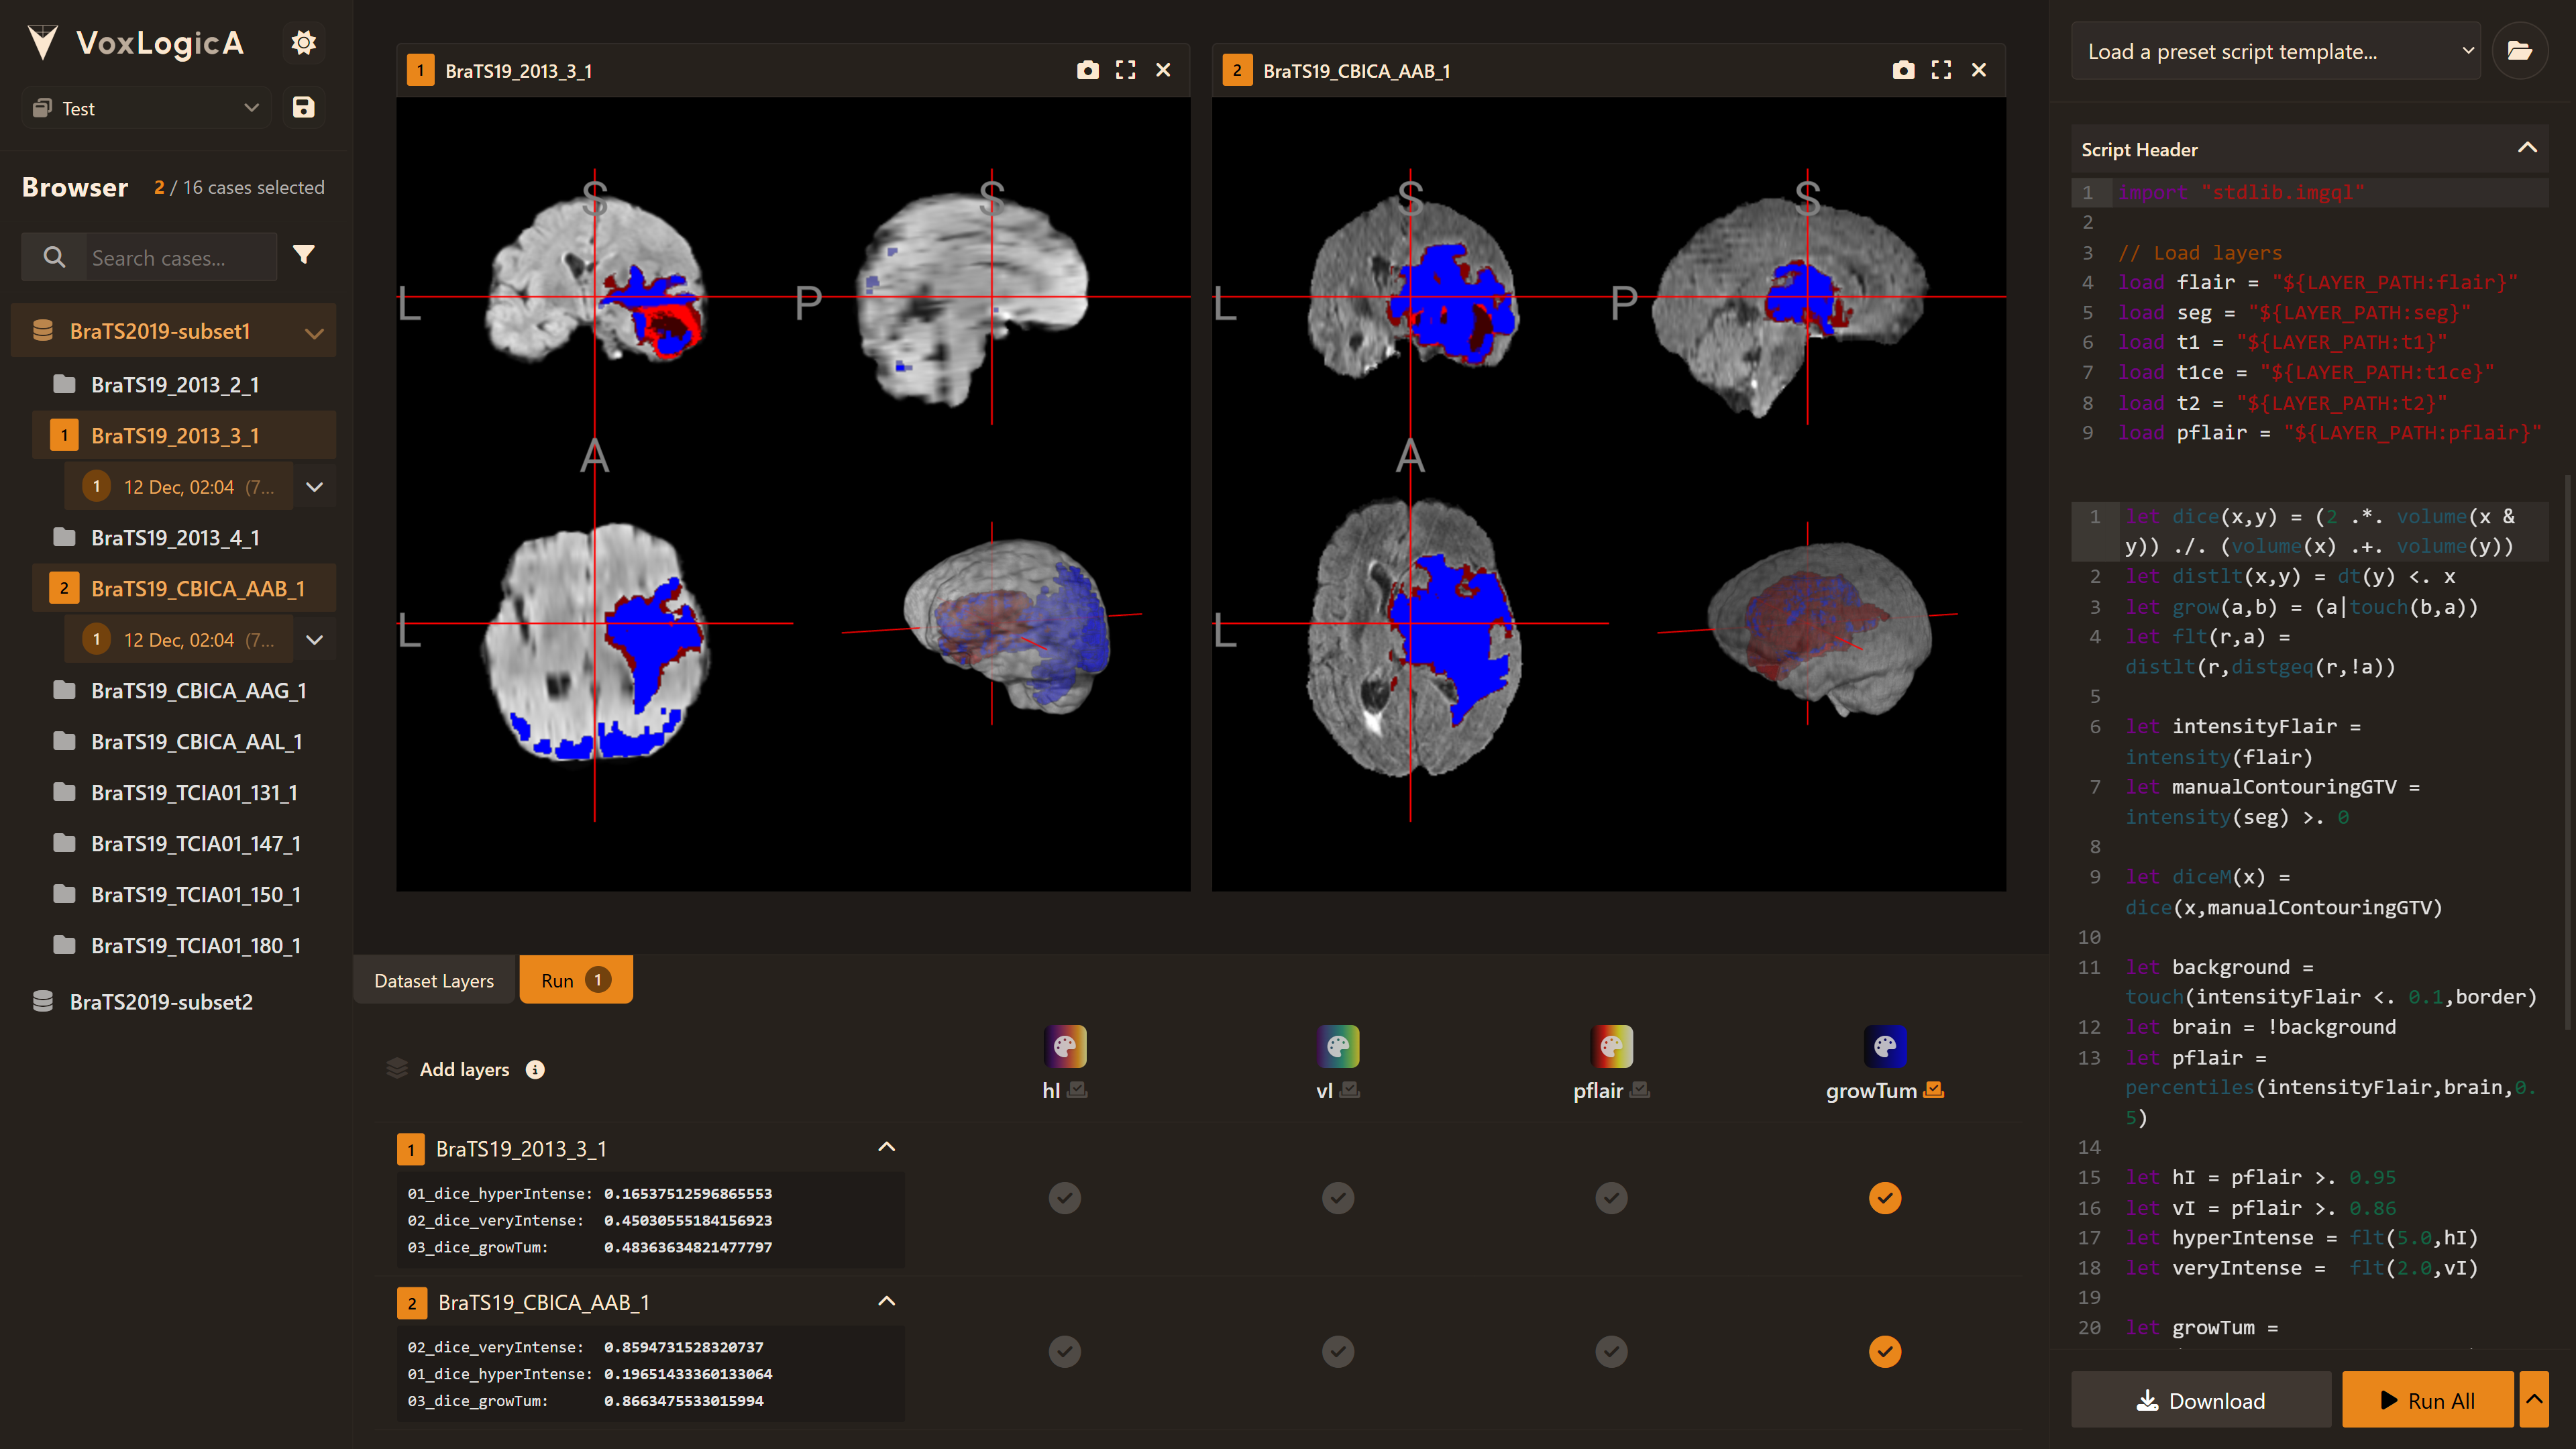 VoxLogicA
Test
Browser
2 / 16 cases selected
Search cases...
BraTS2019-subset1
BraTS19_2013_2_1
1 BraTS19_2013_3_1
1 12 Dec, 02:04 (7...
BraTS19_2013_4_1
2 BraTS19_CBICA_AAB_1
1 12 Dec, 02:04 (7...
BraTS19_CBICA_AAG_1
BraTS19_CBICA_AAL_1
BraTS19_TCIA01_131_1
BraTS19_TCIA01_147_1
BraTS19_TCIA01_150_1
BraTS19_TCIA01_180_1
BraTS2019-subset2
1 BraTS19_2013_3_1
S
S
L
P
A
L
2 BraTS19_CBICA_AAB_1
S
S
L
P
A
L
Dataset Layers
Run 1
Add layers
hI
vI
pflair
growTum
1 BraTS19_2013_3_1
01_dice_hyperIntense: 0.16537512596865553
02_dice_veryIntense: 0.45030555184156923
03_dice_growTum: 0.48363634821477797
2 BraTS19_CBICA_AAB_1
02_dice_veryIntense: 0.8594731528320737
01_dice_hyperIntense: 0.19651433360133064
03_dice_growTum: 0.8663475533015994
Load a preset script template...
Script Header
1 import "stdlib.imgql"
2
3 // Load layers
4 load flair = "${LAYER_PATH:flair}"
5 load seg = "${LAYER_PATH:seg}"
6 load t1 = "${LAYER_PATH:t1}"
7 load t1ce = "${LAYER_PATH:t1ce}"
8 load t2 = "${LAYER_PATH:t2}"
9 load pflair = "${LAYER_PATH:pflair}"
1 let dice(x,y) = (2 .*. volume(x &
y)) ./. (volume(x) .+. volume(y))
2 let distlt(x,y) = dt(y) <. x
3 let grow(a,b) = (a|touch(b,a))
4 let flt(r,a) =
distlt(r,distgeq(r,!a))
5
6 let intensityFlair =
intensity(flair)
7 let manualContouringGTV =
intensity(seg) >. 0
8
9 let diceM(x) =
dice(x,manualContouringGTV)
10
11 let background =
touch(intensityFlair <. 0.1,border)
12 let brain = !background
13 let pflair =
percentiles(intensityFlair,brain,0.
5)
14
15 let hI = pflair >. 0.95
16 let vI = pflair >. 0.86
17 let hyperIntense = flt(5.0,hI)
18 let veryIntense =  flt(2.0,vI)
19
20 let growTum =
Download
Run All